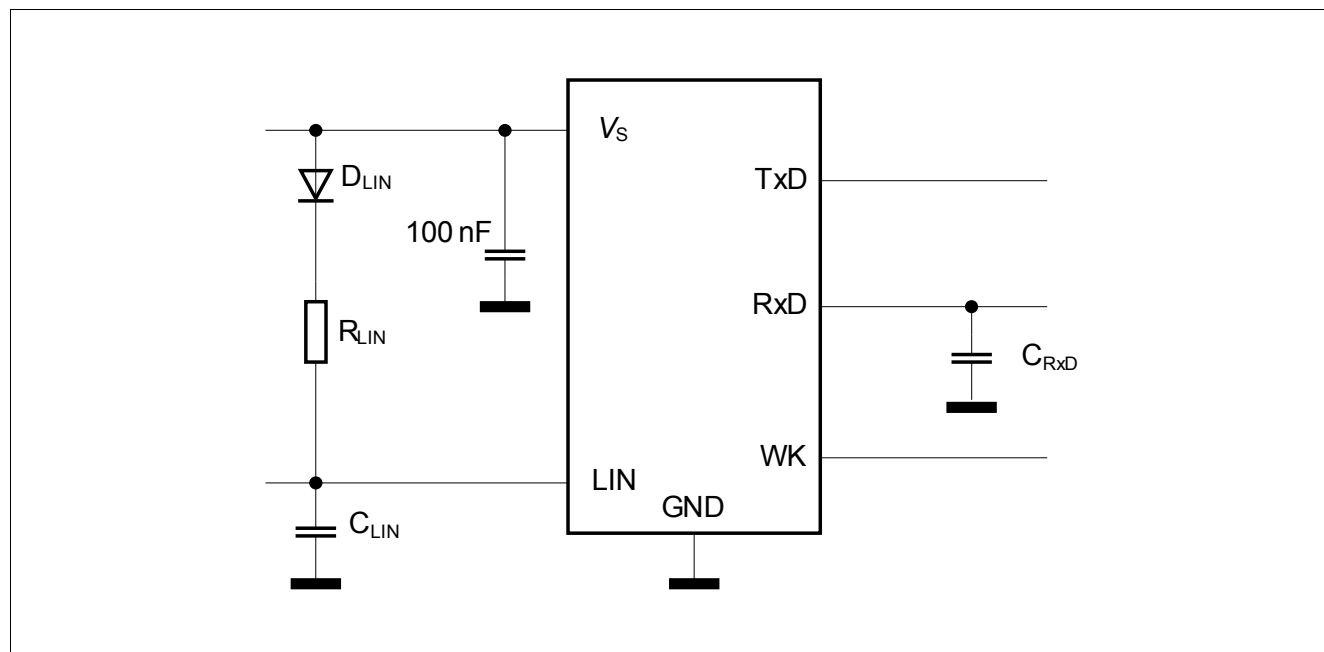 V_S
D_LIN
TxD
100 nF
RxD
R_LIN
C_RxD
WK
LIN
GND
C_LIN